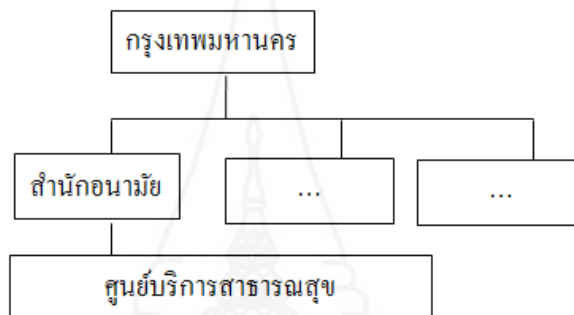 กรุงเทพมหานคร
สำนักอนามัย
...
...
ศูนย์บริการสาธารณสุข